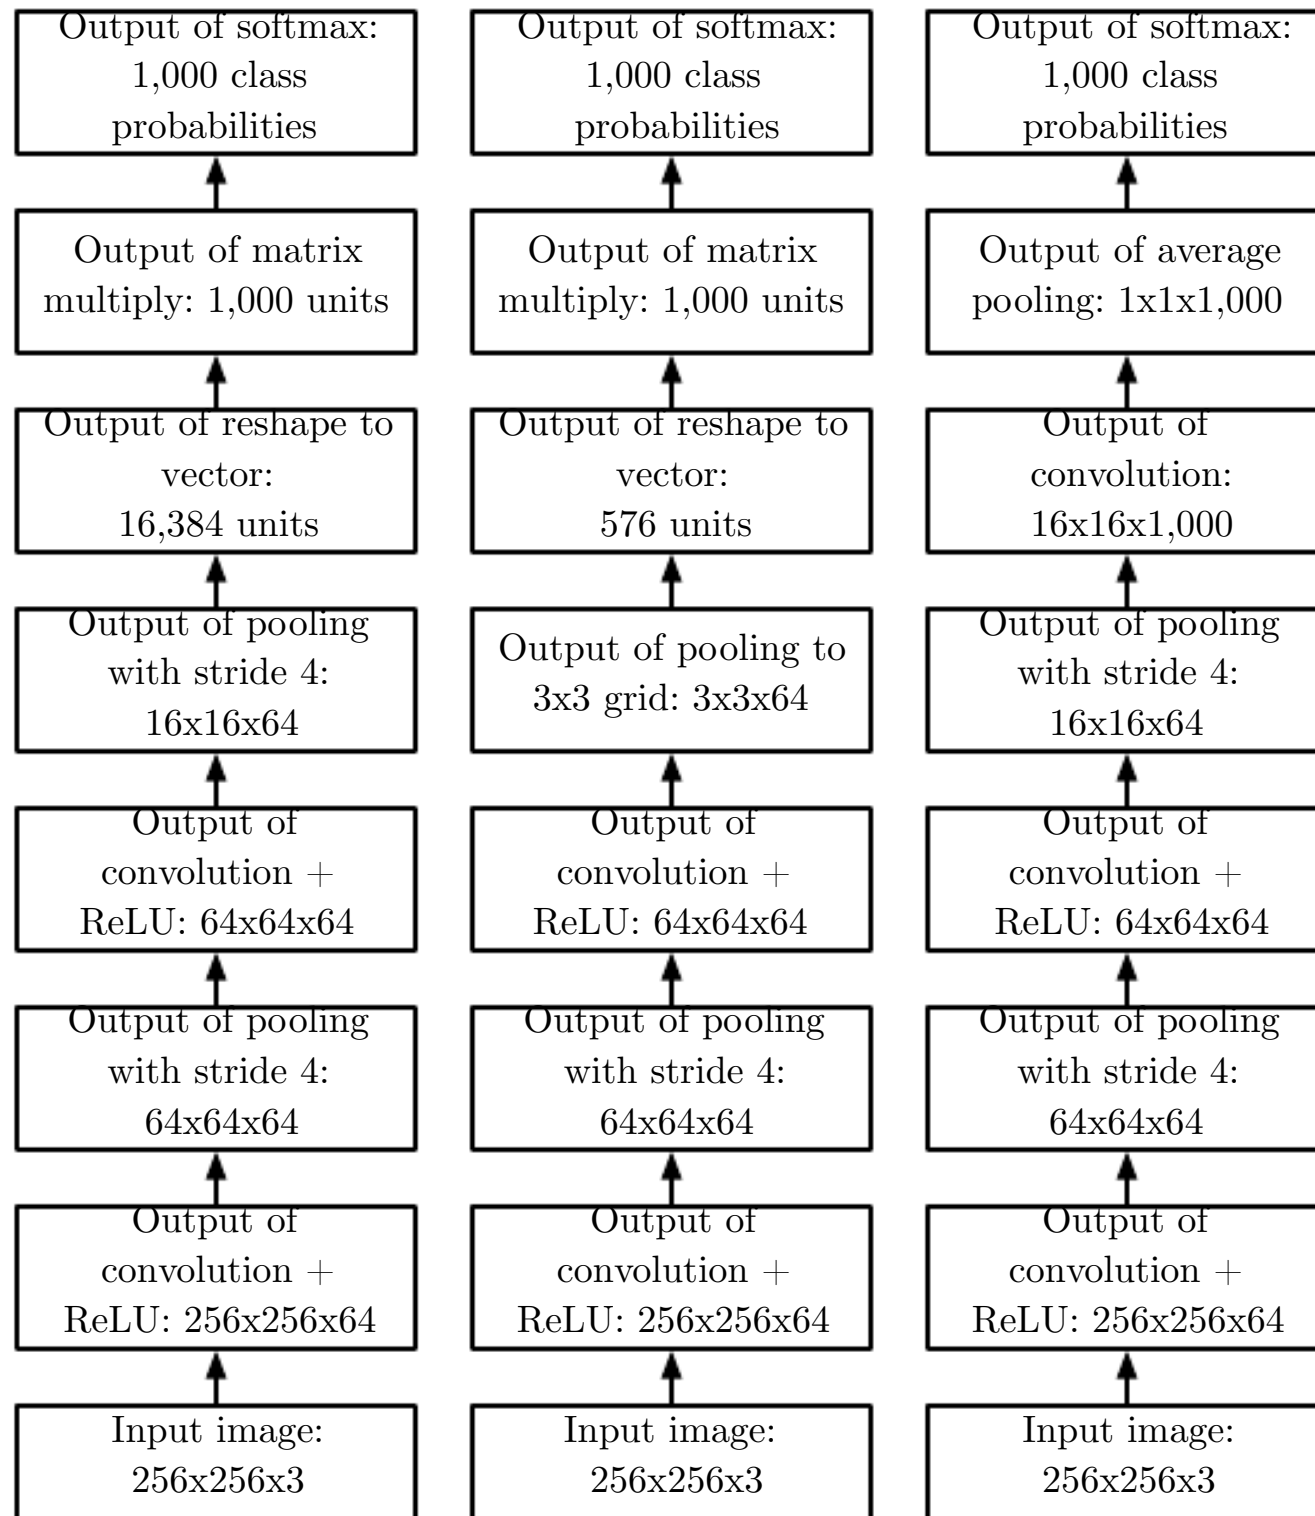 Output of softmax:
1,000 class
probabilities
Output of matrix
multiply: 1,000 units
Output of reshape to
vector:
16,384 units
Output of pooling
with stride 4:
16x16x64
Output of
convolution +
ReLU: 64x64x64
Output of pooling
with stride 4:
64x64x64
Output of
convolution +
ReLU: 256x256x64
Input image:
256x256x3
Output of softmax:
1,000 class
probabilities
Output of matrix
multiply: 1,000 units
Output of reshape to
vector:
576 units
Output of pooling to
3x3 grid: 3x3x64
Output of
convolution +
ReLU: 64x64x64
Output of pooling
with stride 4:
64x64x64
Output of
convolution +
ReLU: 256x256x64
Input image:
256x256x3
Output of softmax:
1,000 class
probabilities
Output of average
pooling: 1x1x1,000
Output of
convolution:
16x16x1,000
Output of pooling
with stride 4:
16x16x64
Output of
convolution +
ReLU: 64x64x64
Output of pooling
with stride 4:
64x64x64
Output of
convolution +
ReLU: 256x256x64
Input image:
256x256x3